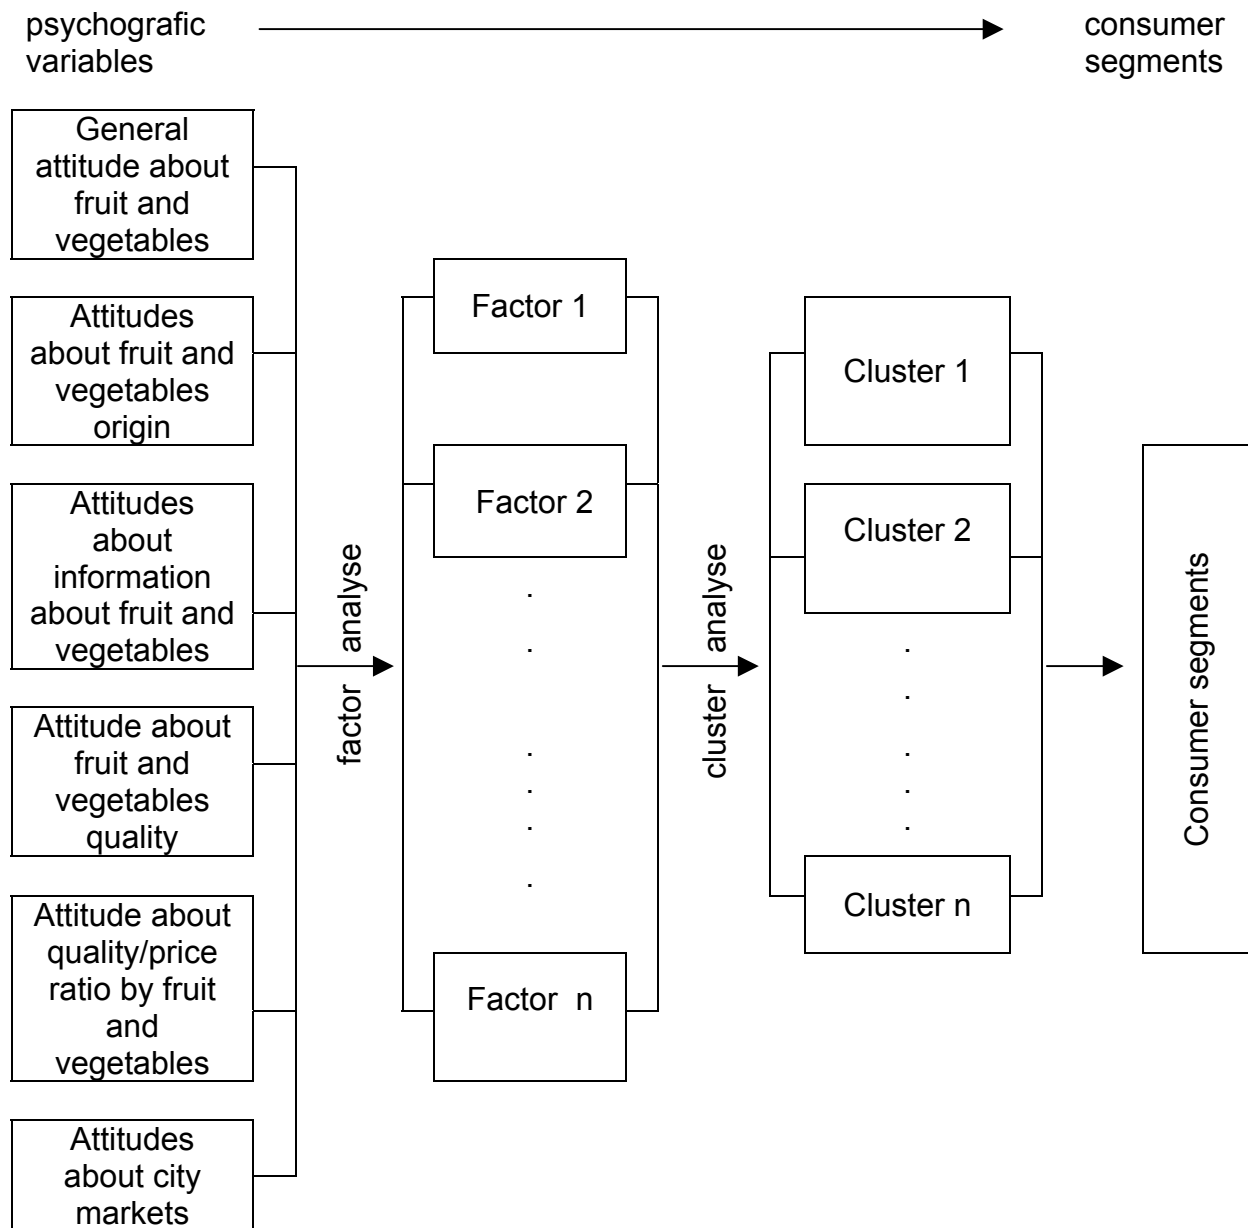 psychografic
variables
consumer
segments
General
attitude about
fruit and
vegetables
Attitudes
about fruit and
vegetables
origin
Attitudes
about
information
about fruit and
vegetables
Attitude about
fruit and
vegetables
quality
Attitude about
quality/price
ratio by fruit
and
vegetables
Attitudes
about city
markets
factor analyse
Factor 1
Factor 2
Factor n
cluster analyse
Cluster 1
Cluster 2
Cluster n
Consumer segments